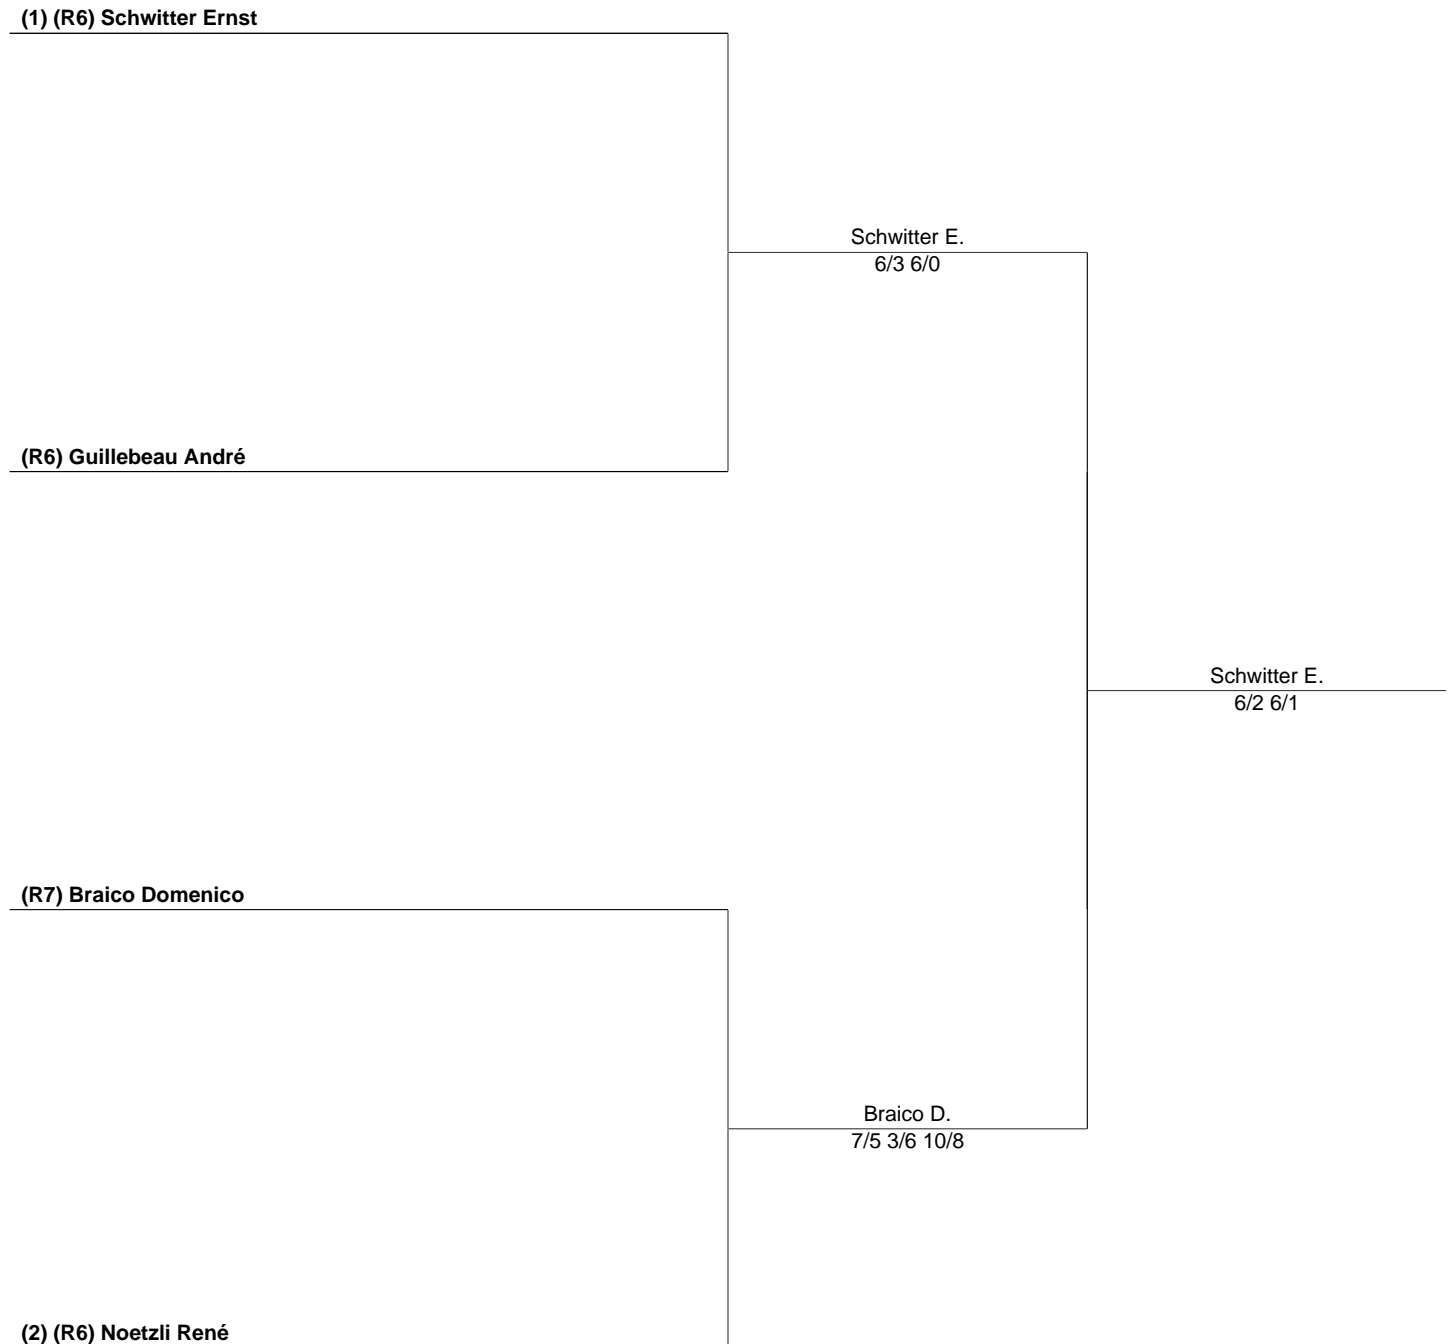 (1) (R6) Schwitter Ernst
Schwitter E.
6/3 6/0
(R6) Guillebeau André
Schwitter E.
6/2 6/1
(R7) Braico Domenico
Braico D.
7/5 3/6 10/8
(2) (R6) Noetzli René